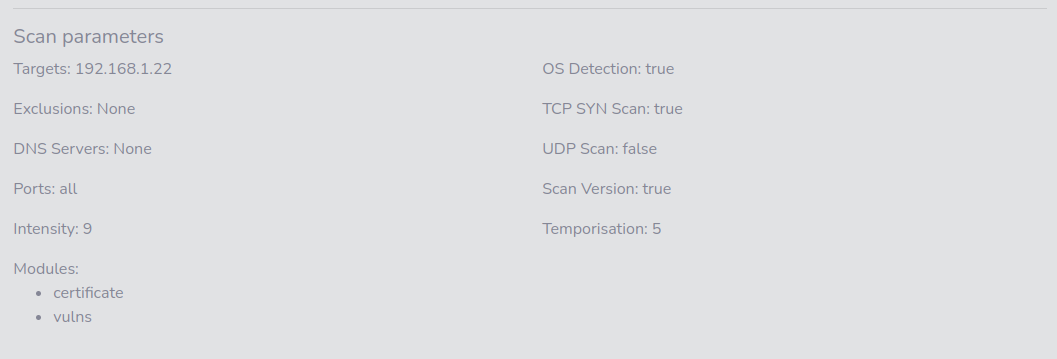 Scan parameters
Targets: 192.168.1.22
OS Detection: true
Exclusions: None
TCP SYN Scan: true
DNS Servers: None
UDP Scan: false
Ports: all
Scan Version: true
Intensity: 9
Temporisation: 5
Modules:
certificate
vulns